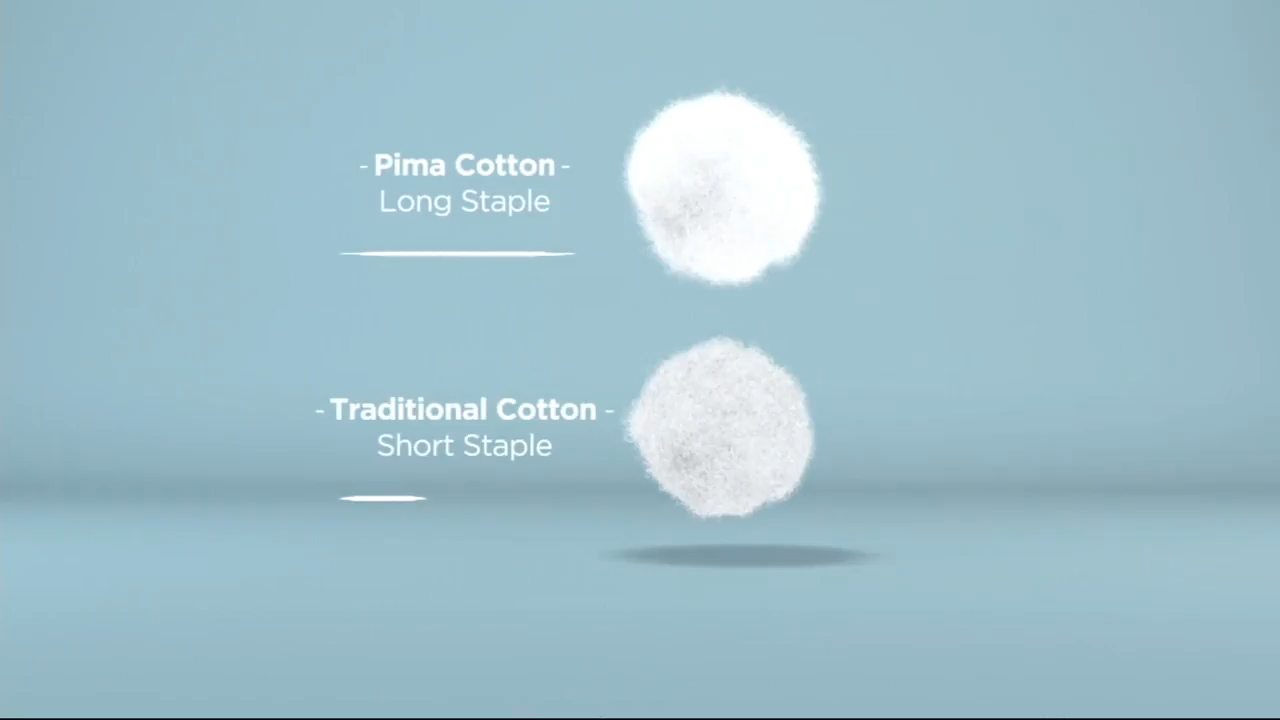 - Pima Cotton -
Long Staple
- Traditional Cotton -
Short Staple